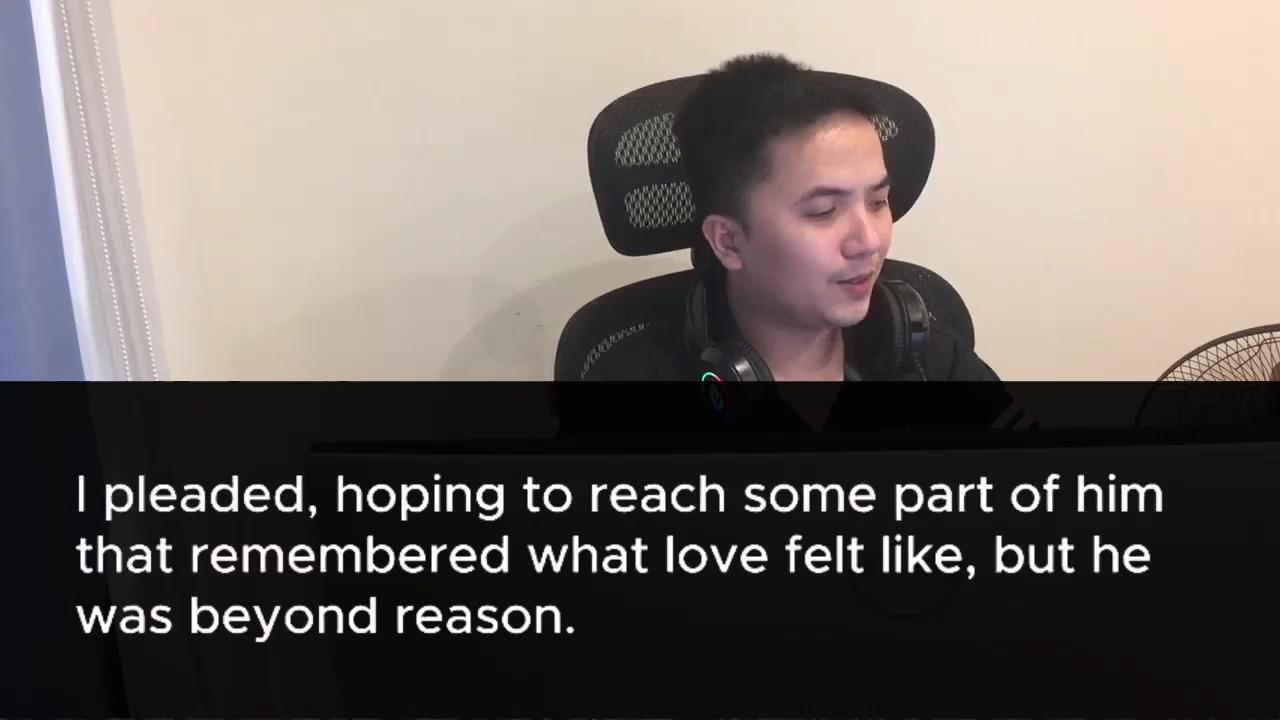 I pleaded, hoping to reach some part of him
that remembered what love felt like, but he
was beyond reason.